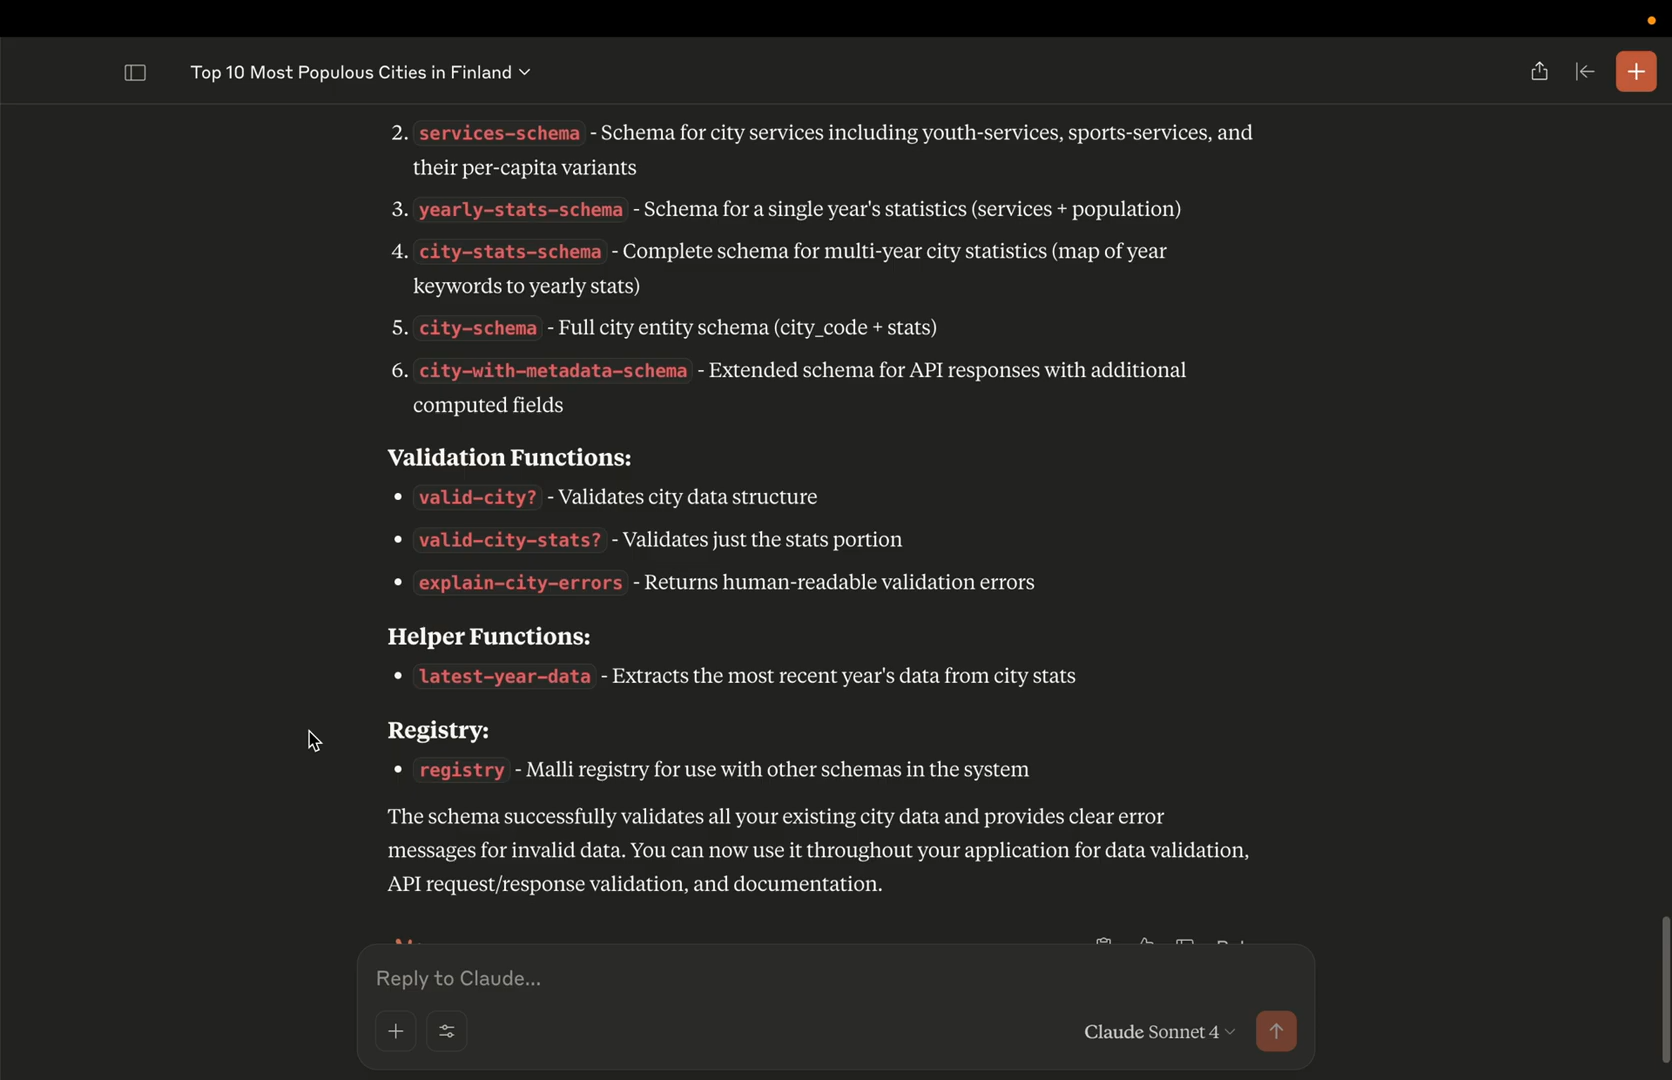 Top 10 Most Populous Cities in Finland
2. services-schema - Schema for city services including youth-services, sports-services, and
their per-capita variants
3. yearly-stats-schema - Schema for a single year's statistics (services + population)
4. city-stats-schema - Complete schema for multi-year city statistics (map of year
keywords to yearly stats)
5. city-schema - Full city entity schema (city_code + stats)
6. city-with-metadata-schema - Extended schema for API responses with additional
computed fields
Validation Functions:
• valid-city? - Validates city data structure
• valid-city-stats? - Validates just the stats portion
• explain-city-errors - Returns human-readable validation errors
Helper Functions:
• latest-year-data - Extracts the most recent year's data from city stats
Registry:
• registry - Malli registry for use with other schemas in the system
The schema successfully validates all your existing city data and provides clear error
messages for invalid data. You can now use it throughout your application for data validation,
API request/response validation, and documentation.
Reply to Claude...
Claude Sonnet 4